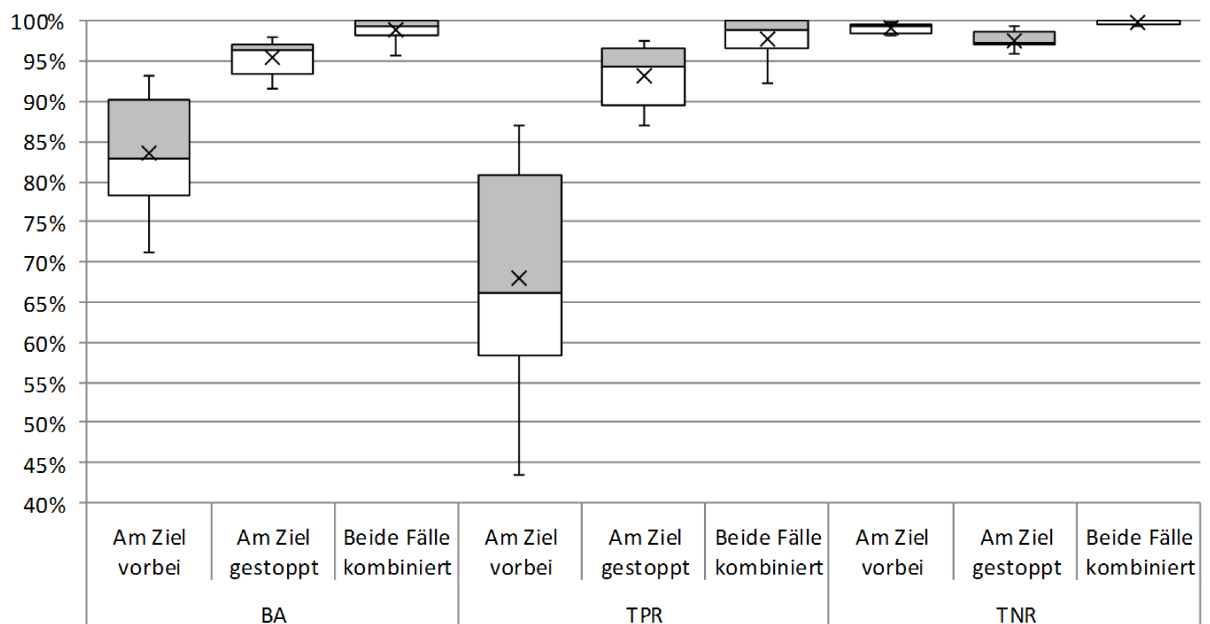 100%
95%
90%
85%
80%
75%
70%
65%
60%
55%
50%
45%
40%
Am Ziel
vorbei
Am Ziel
gestoppt
Beide Fälle
kombiniert
Am Ziel
vorbei
Am Ziel
gestoppt
Beide Fälle
kombiniert
Am Ziel
vorbei
Am Ziel
gestoppt
Beide Fälle
kombiniert
BA
TPR
TNR